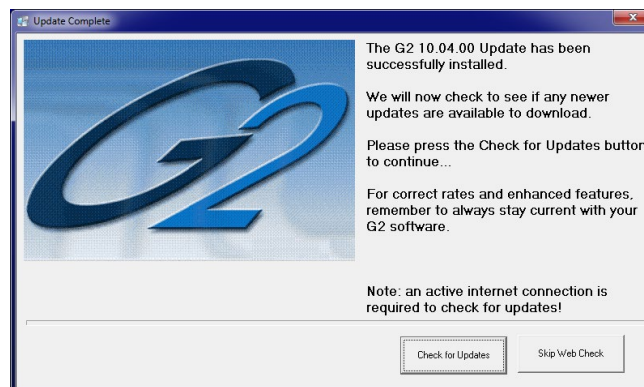 Update Complete
G2
The G2 10.04.00 Update has been
successfully installed.
We will now check to see if any newer
updates are available to download.
Please press the Check for Updates button
to continue...
For correct rates and enhanced features,
remember to always stay current with your
G2 software.
Note: an active internet connection is
required to check for updates!
Check for Updates
Skip Web Check